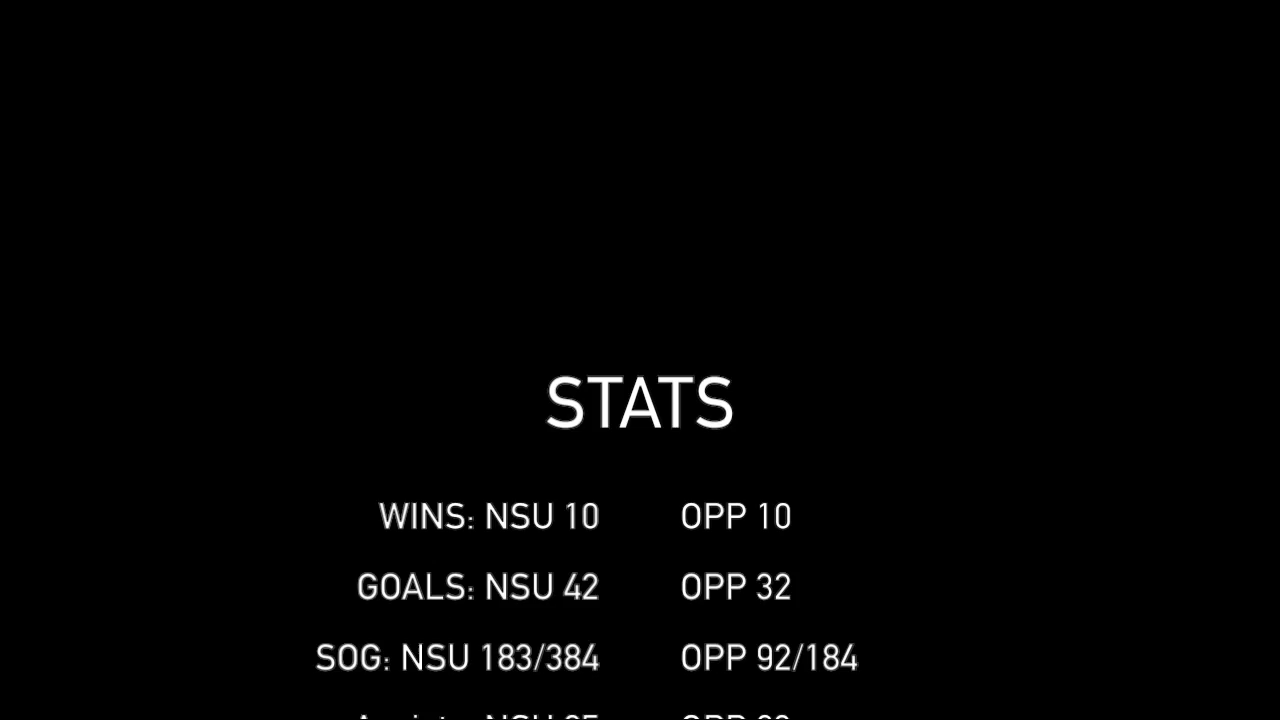 STATS
WINS: NSU 10 OPP 10
GOALS: NSU 42 OPP 32
SOG: NSU 183/384 OPP 92/184